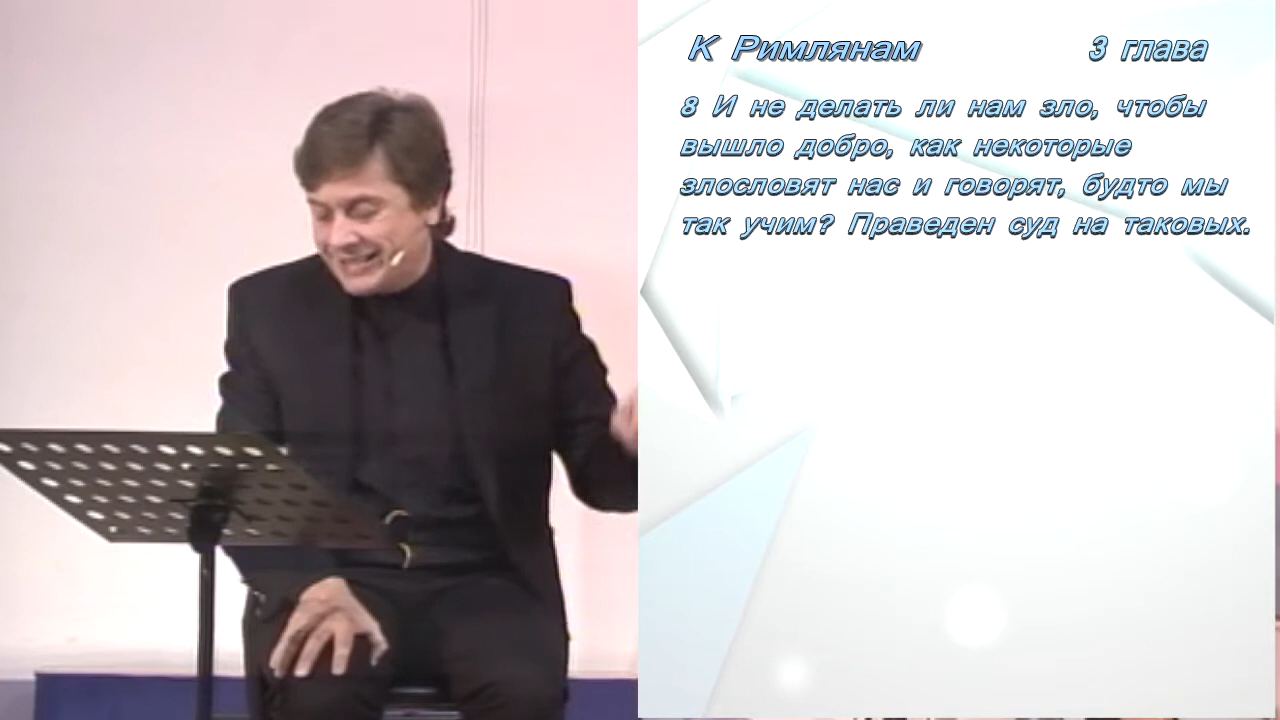 К Римлянам 3 глава
8 И не делать ли нам зло, чтобы
вышло добро, как некоторые
злословят нас и говорят, будто мы
так учим? Праведен суд на таковых.